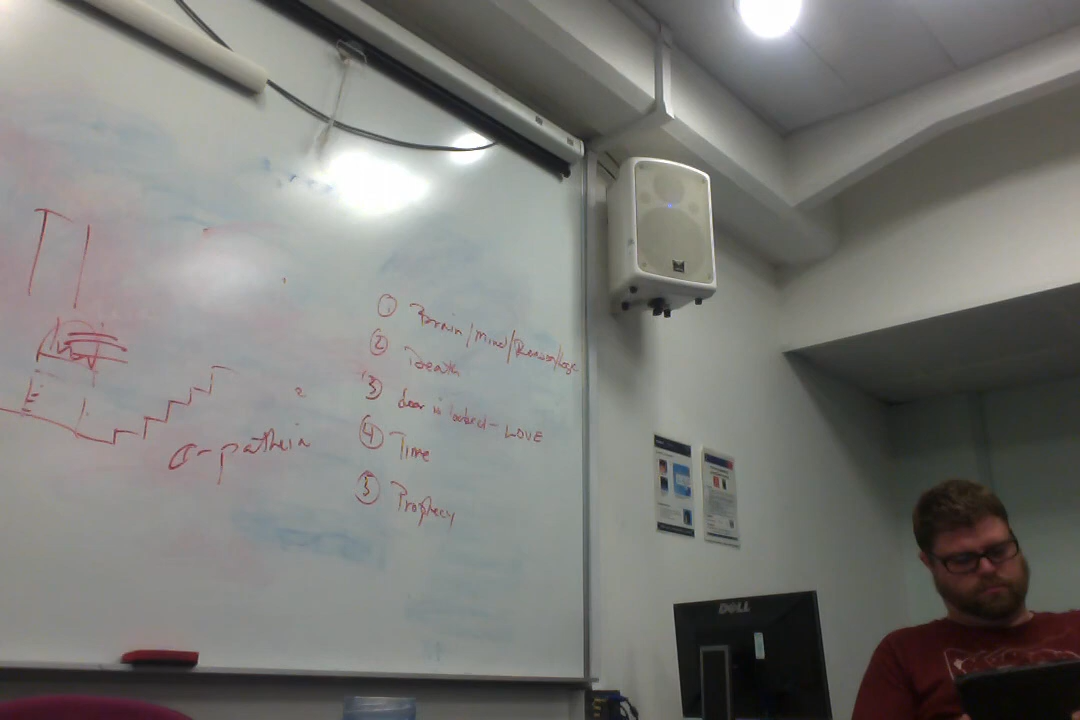 ① Brain/Mind/Reason/Logic
② Death
③ door is locked - LOVE
④ Time
⑤ Prophecy
a-pathein
DELL